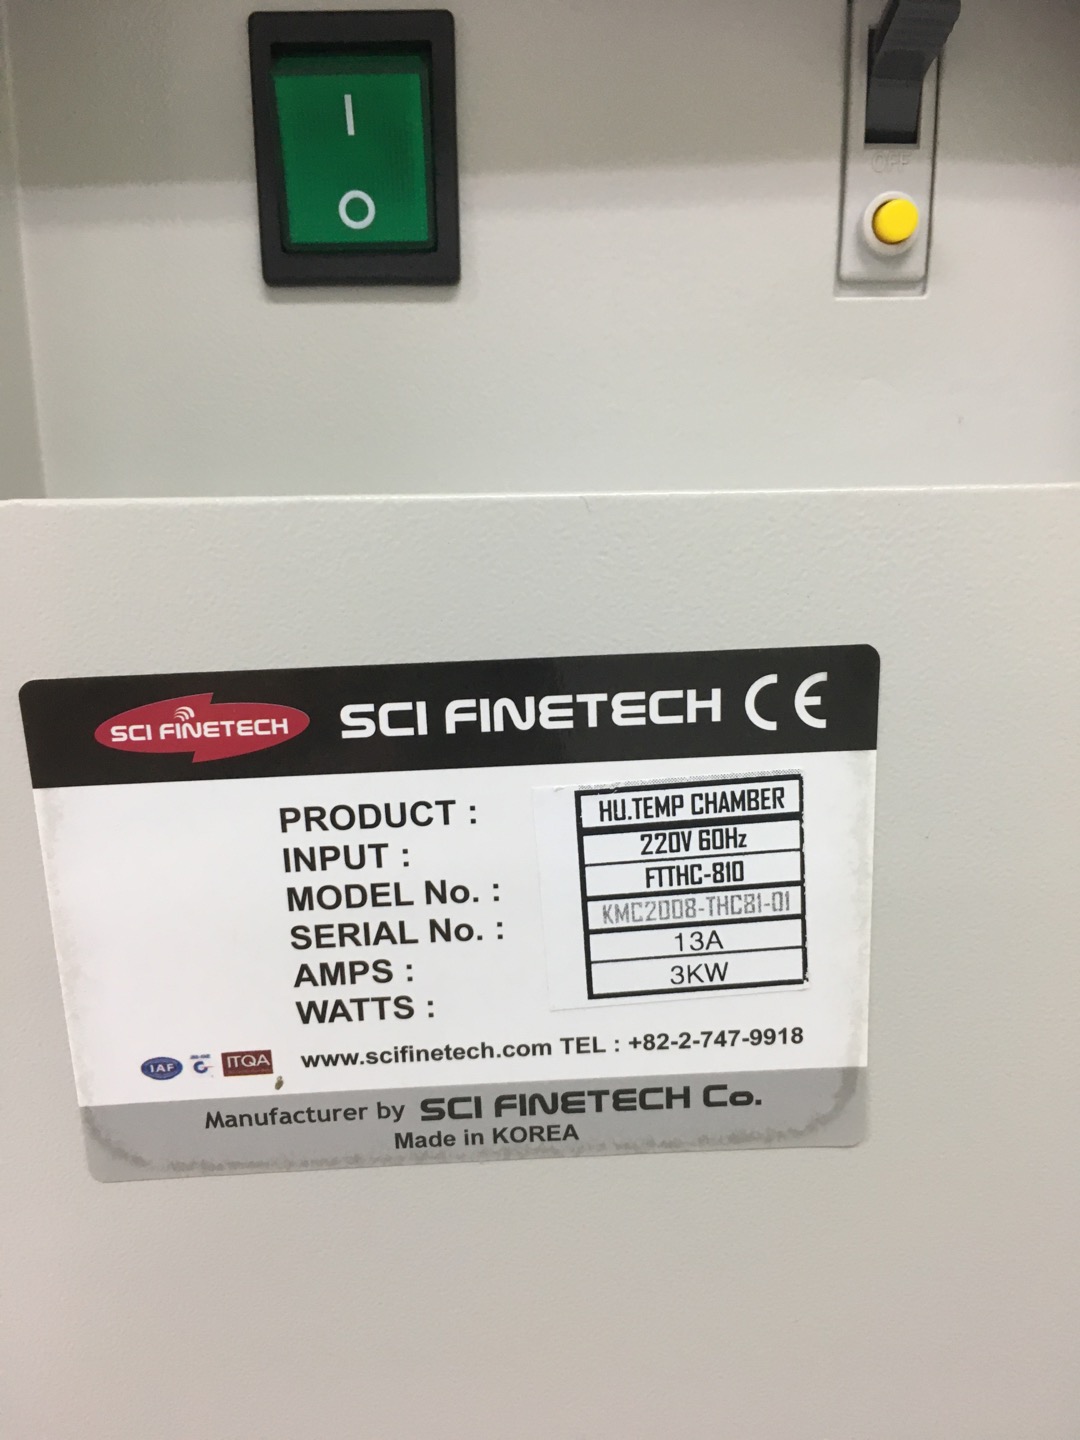 I
O
OFF
SCI FINETECH SCI FINETECH CE
PRODUCT : HU.TEMP CHAMBER
INPUT : 220V 60Hz
MODEL No. : FTTHC-810
SERIAL No. : KMC2008-THC81-01
AMPS : 13A
WATTS : 3KW
IAF ITQA www.scifinetech.com TEL : +82-2-747-9918
Manufacturer by SCI FINETECH Co.
Made in KOREA